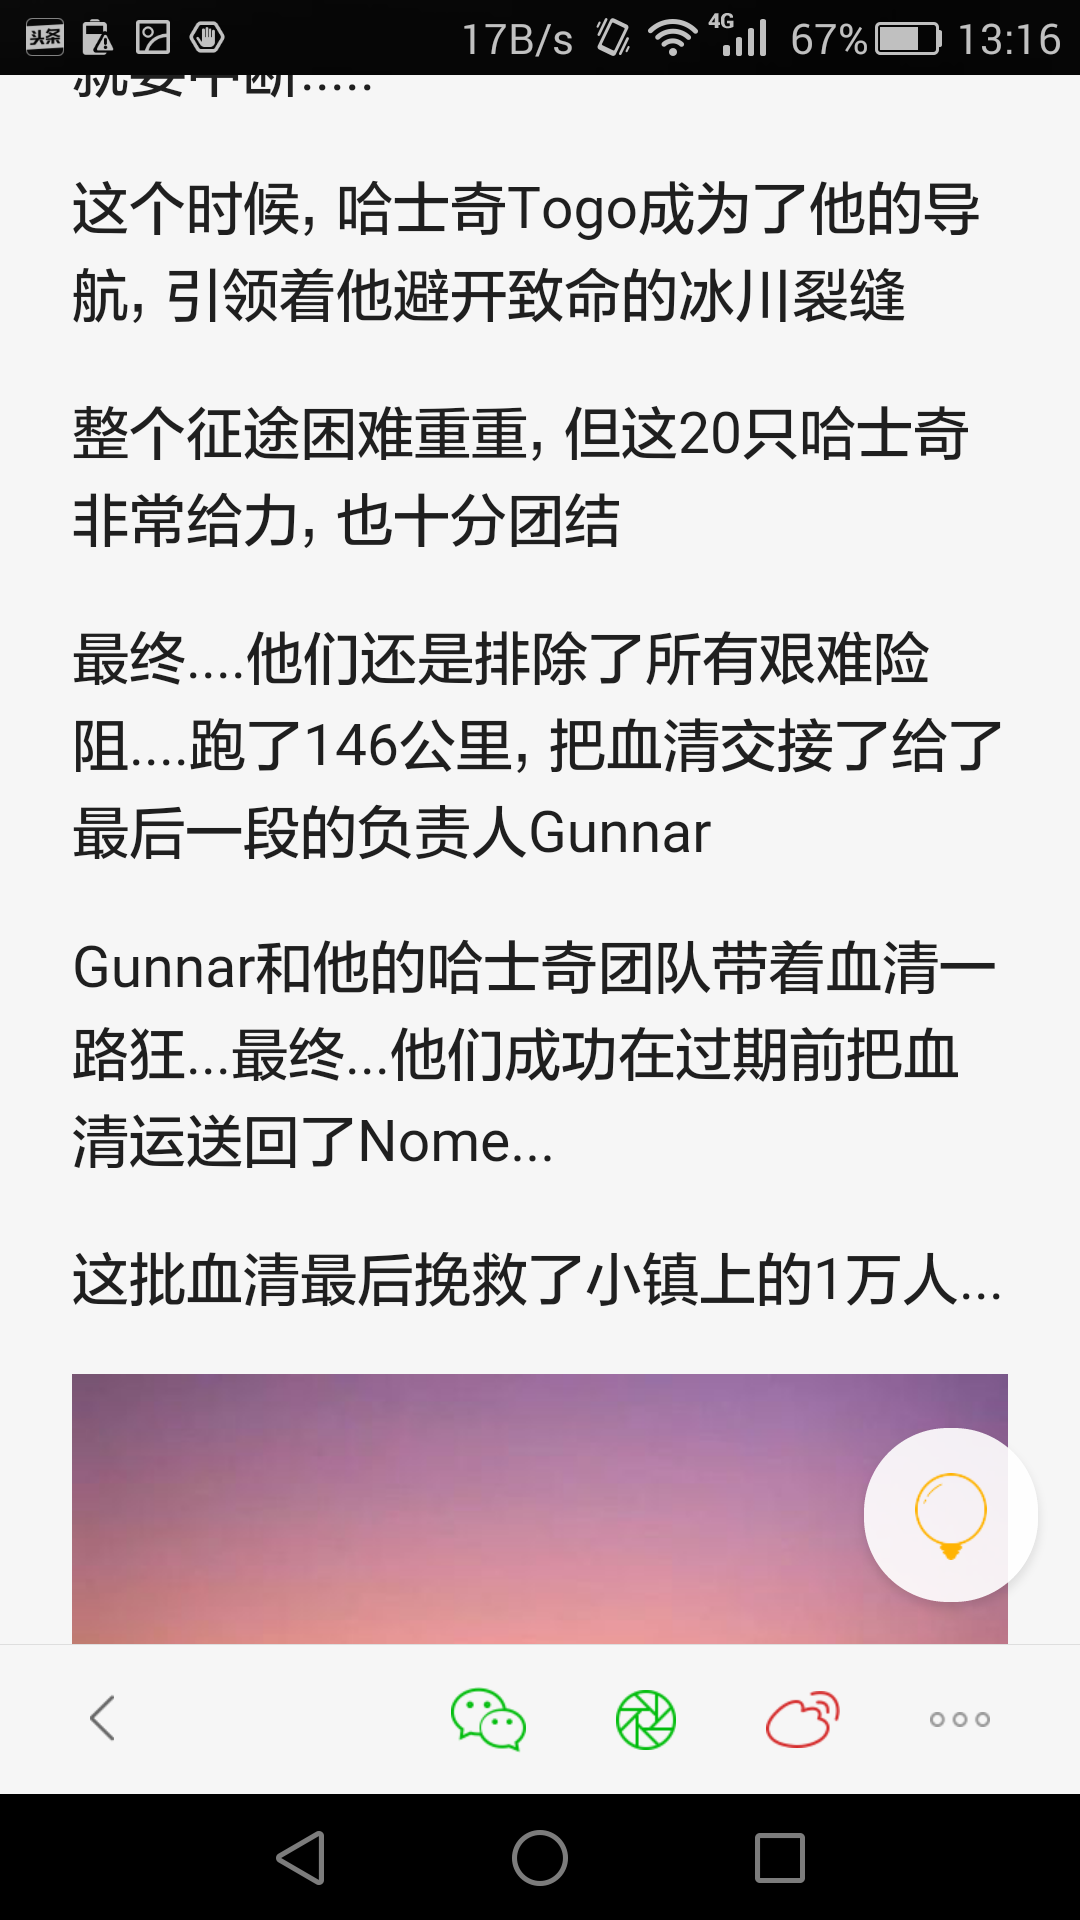 头条
17B/s
4G
67%
13:16
就要中断.....
这个时候，哈士奇Togo成为了他的导
航，引领着他避开致命的冰川裂缝
整个征途困难重重，但这20只哈士奇
非常给力，也十分团结
最终....他们还是排除了所有艰难险
阻....跑了146公里，把血清交接了给了
最后一段的负责人Gunnar
Gunnar和他的哈士奇团队带着血清一
路狂...最终...他们成功在过期前把血
清运送回了Nome...
这批血清最后挽救了小镇上的1万人...